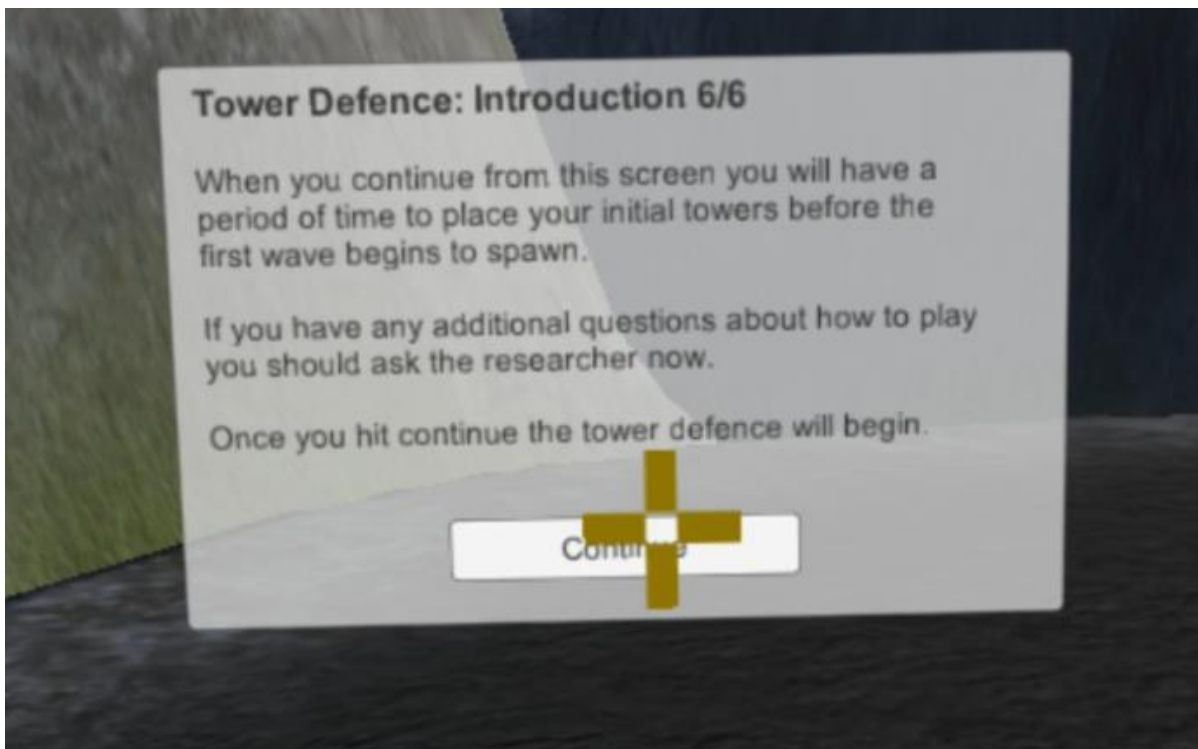 Tower Defence: Introduction 6/6
When you continue from this screen you will have a
period of time to place your initial towers before the
first wave begins to spawn.
If you have any additional questions about how to play
you should ask the researcher now.
Once you hit continue the tower defence will begin.
Continue